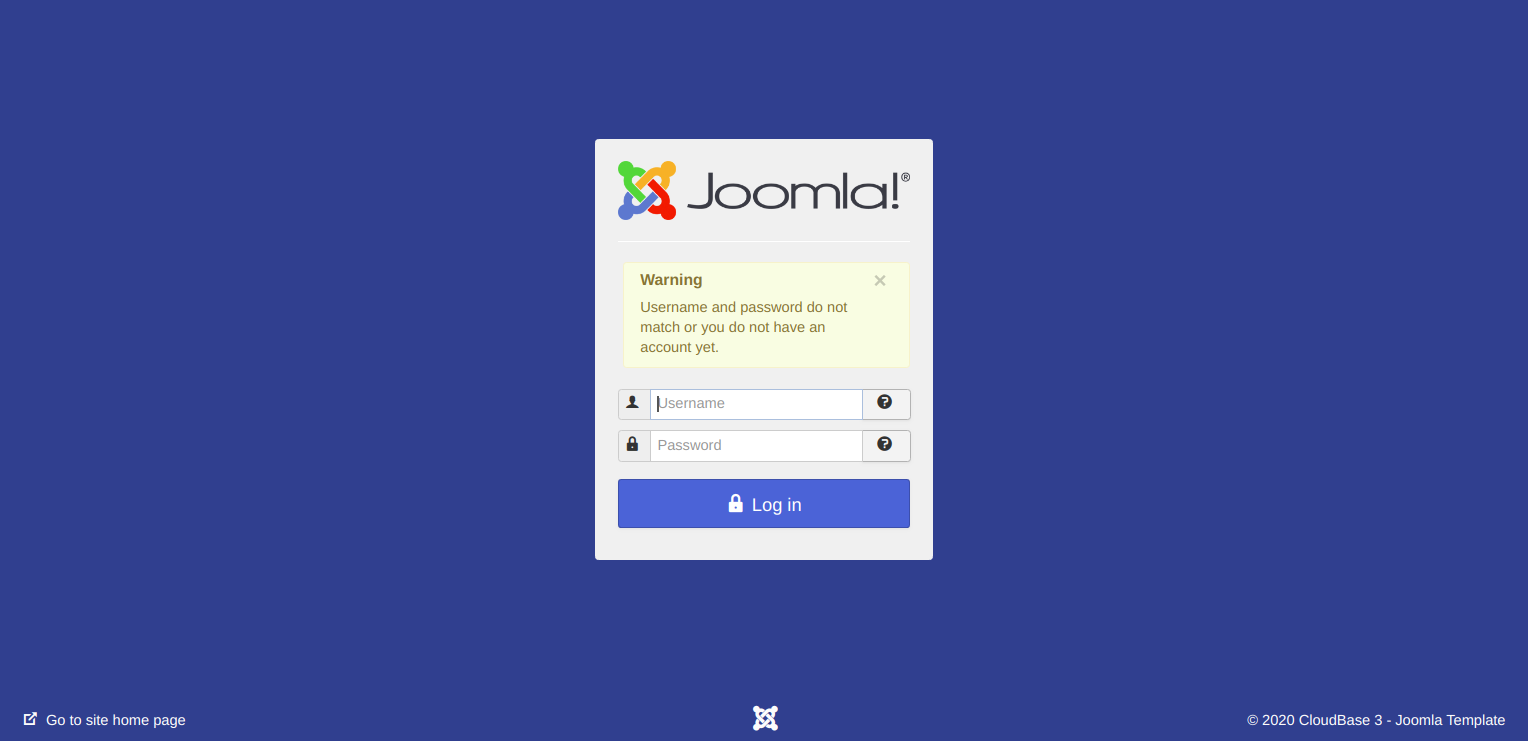 Joomla!®
Warning
×
Username and password do not
match or you do not have an
account yet.
Username
Password
Log in
Go to site home page
© 2020 CloudBase 3 - Joomla Template